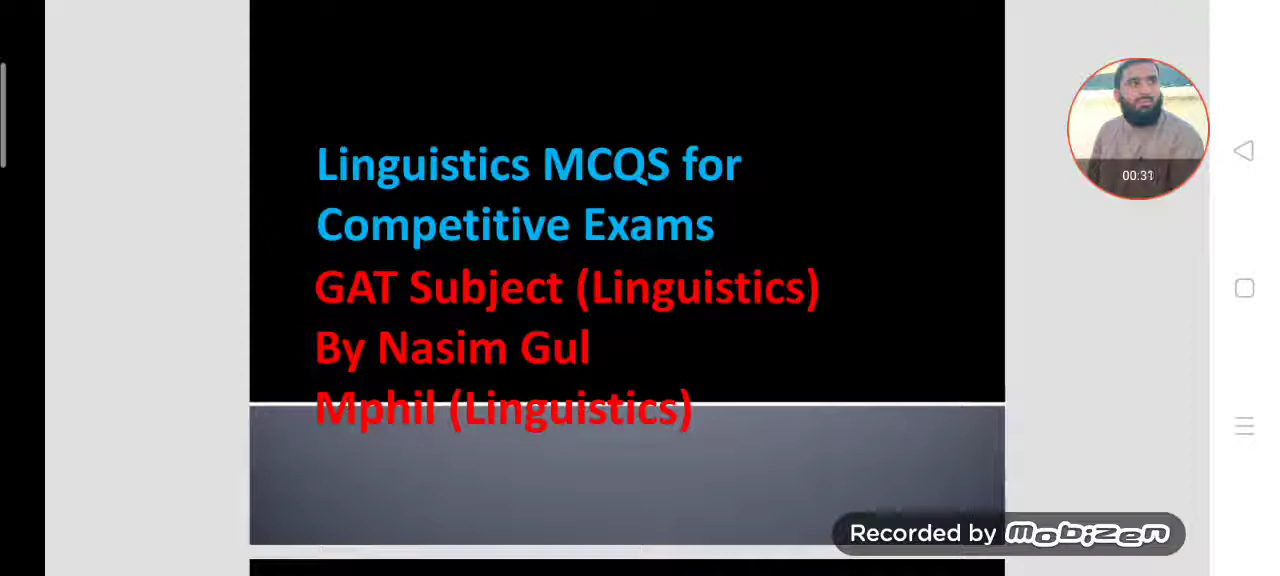 Linguistics MCQS for
Competitive Exams
GAT Subject (Linguistics)
By Nasim Gul
Mphil (Linguistics)
00:31
Recorded by mobizen